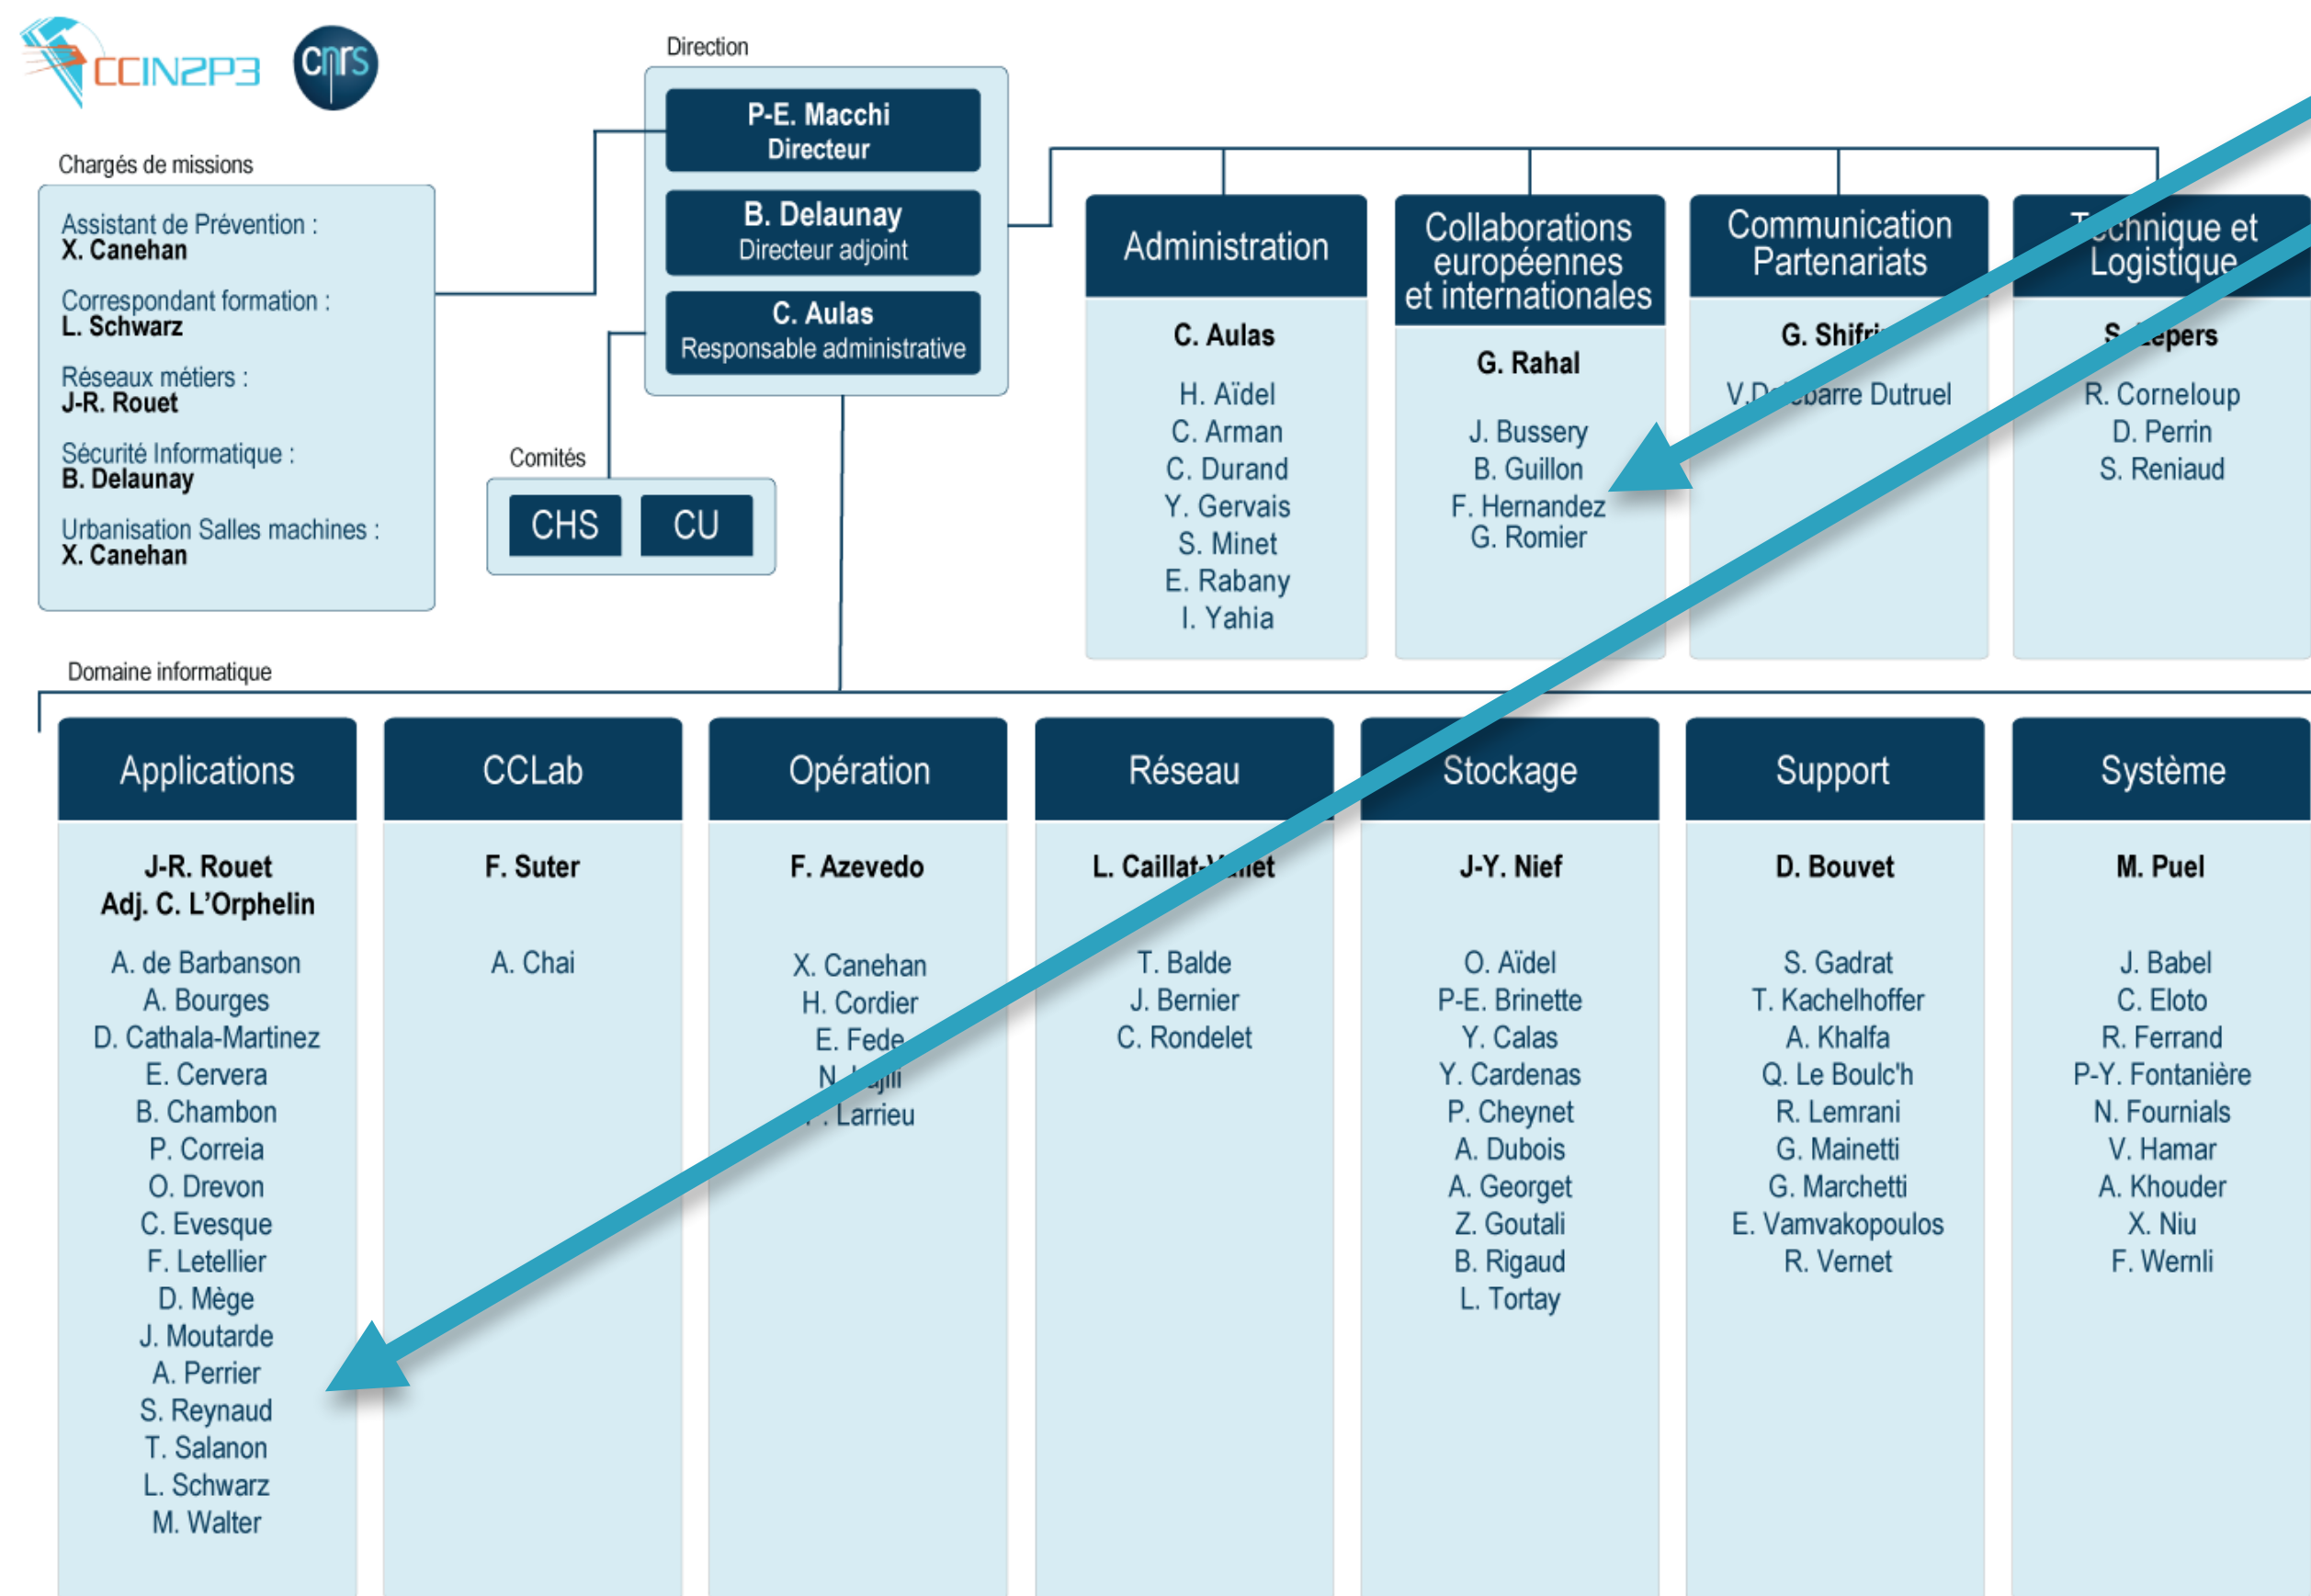 CCIN2P3
cnrs
Direction
P-E. Macchi
Directeur
B. Delaunay
Directeur adjoint
C. Aulas
Responsable administrative
Chargés de missions
Assistant de Prévention :
X. Canehan
Correspondant formation :
L. Schwarz
Réseaux métiers :
J-R. Rouet
Sécurité Informatique :
B. Delaunay
Urbanisation Salles machines :
X. Canehan
Comités
CHS
CU
Administration
C. Aulas
H. Aïdel
C. Arman
C. Durand
Y. Gervais
S. Minet
E. Rabany
I. Yahia
Collaborations
européennes
et internationales
G. Rahal
J. Bussery
B. Guillon
F. Hernandez
G. Romier
Communication
Partenariats
G.
Dutruel
Technique et
Logistique
S.
R. Corneloup
D. Perrin
S. Reniaud
Domaine informatique
Applications
J-R. Rouet
Adj. C. L'Orphelin
A. de Barbanson
A. Bourges
D. Cathala-Martinez
E. Cervera
B. Chambon
P. Correia
O. Drevon
C. Evesque
F. Letellier
D. Mège
J. Moutarde
A. Perrier
S. Reynaud
T. Salanon
L. Schwarz
M. Walter
CCLab
F. Suter
A. Chai
Opération
F. Azevedo
X. Canehan
H. Cordier
E. Fede
N.
Larrieu
Réseau
L.
T. Balde
J. Bernier
C. Rondelet
Stockage
J-Y. Nief
O. Aïdel
P-E. Brinette
Y. Calas
Y. Cardenas
P. Cheynet
A. Dubois
A. Georget
Z. Goutali
B. Rigaud
L. Tortay
Support
D. Bouvet
S. Gadrat
T. Kachelhoffer
A. Khalfa
Q. Le Boulc'h
R. Lemrani
G. Mainetti
G. Marchetti
E. Vamvakopoulos
R. Vernet
Système
M. Puel
J. Babel
C. Eloto
R. Ferrand
P-Y. Fontanière
N. Fournials
V. Hamar
A. Khouder
X. Niu
F. Wernli